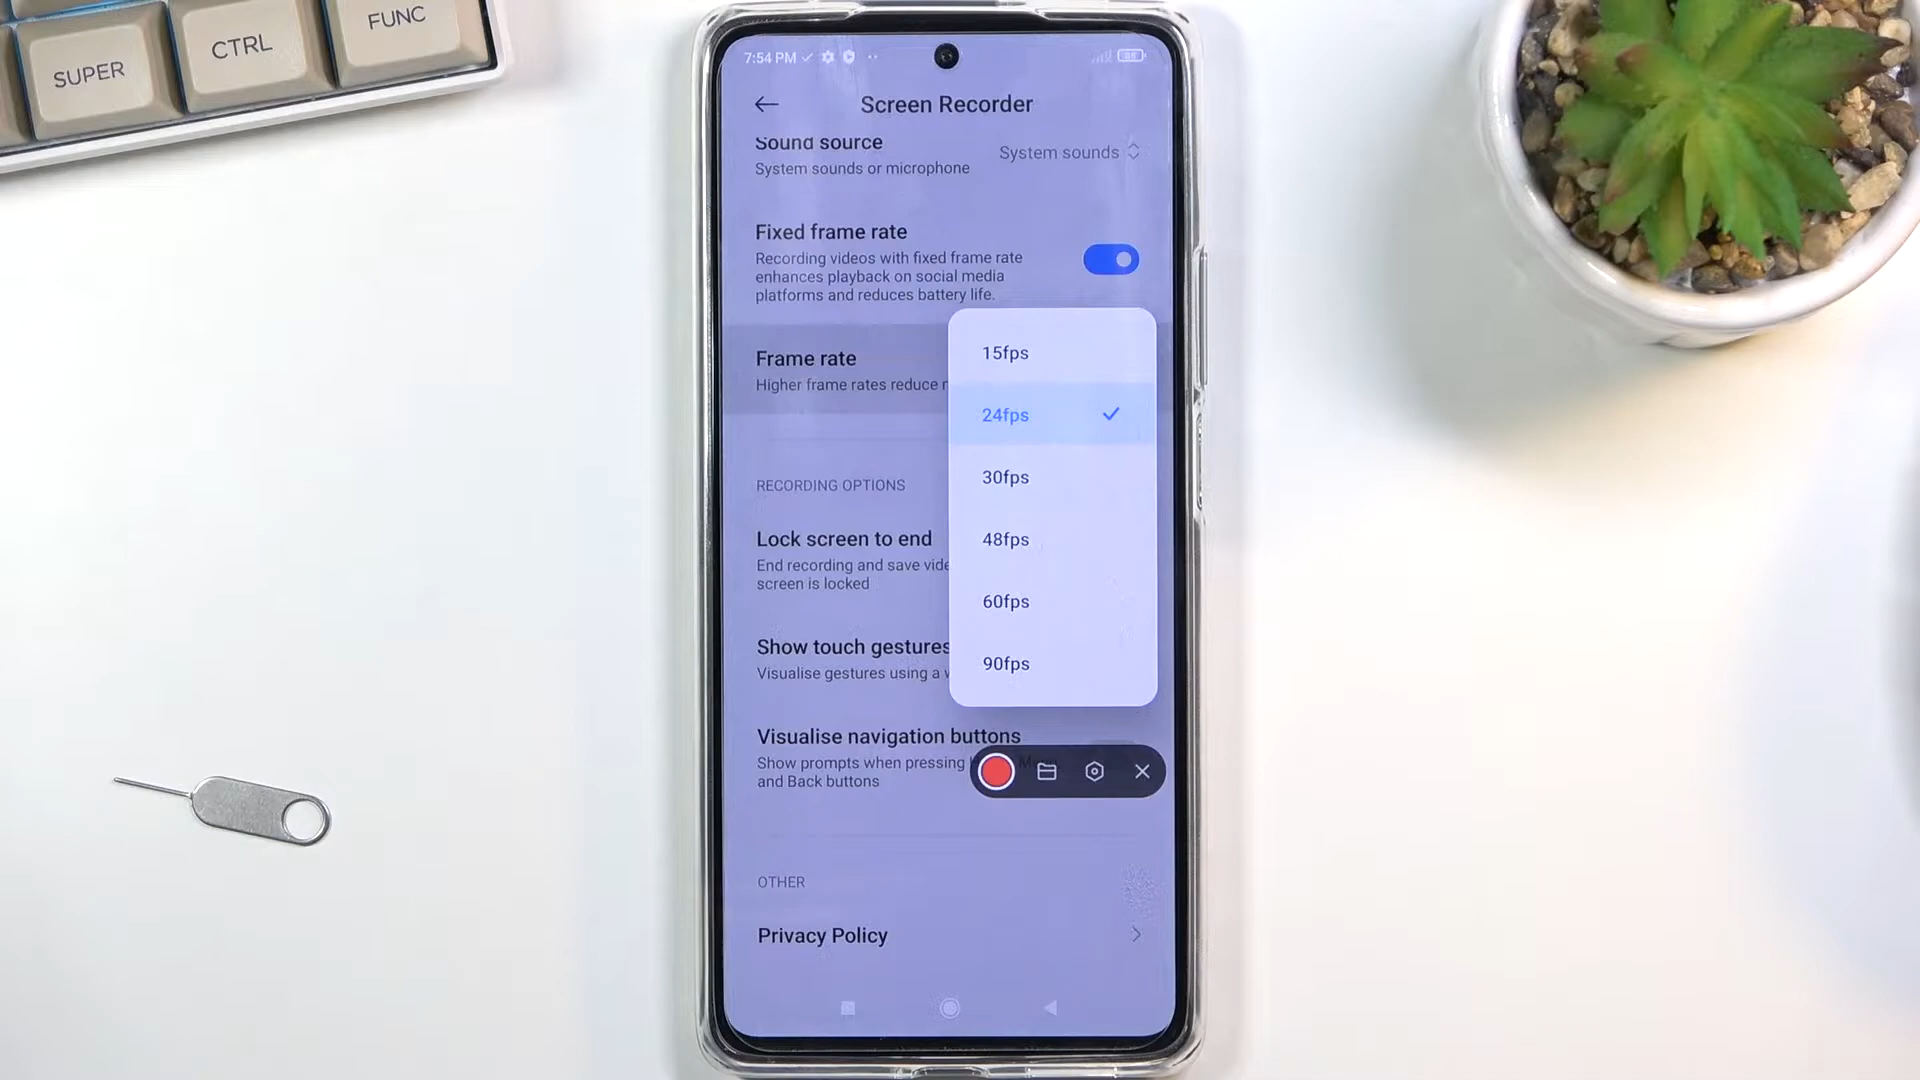 FUNC
CTRL
SUPER
7:54 PM
Screen Recorder
Sound source
System sounds or microphone
System sounds
Fixed frame rate
Recording videos with fixed frame rate
enhances playback on social media
platforms and reduces battery life.
Frame rate
Higher frame rates reduce
15fps
24fps
30fps
48fps
60fps
90fps
RECORDING OPTIONS
Lock screen to end
End recording and save vide
screen is locked
Show touch gestures
Visualise gestures using a
Visualise navigation buttons
Show prompts when pressing
and Back buttons
OTHER
Privacy Policy